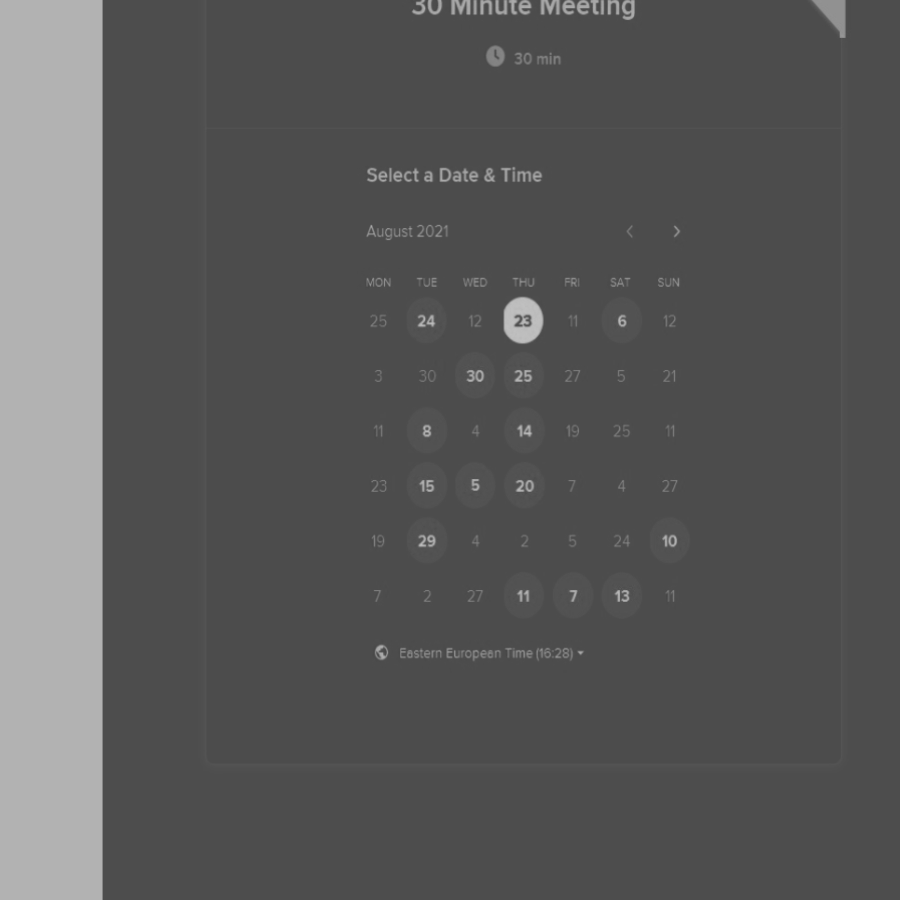 30 Minute Meeting
30 min
Select a Date & Time
August 2021
MON TUE WED THU FRI SAT SUN
25 24 12 23 11 6 12
3 30 30 25 27 5 21
11 8 4 14 19 25 11
23 15 5 20 7 4 27
19 29 4 2 5 24 10
7 2 27 11 7 13 11
Eastern European Time (16:28)